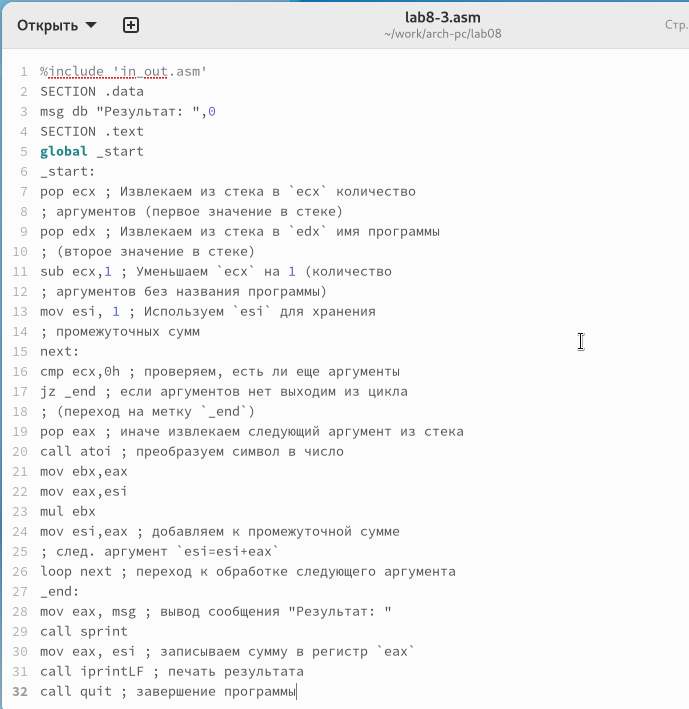 Открыть
lab8-3.asm
~/work/arch-pc/lab08
Стр.
1 %include 'in_out.asm'
2 SECTION .data
3 msg db "Результат: ",0
4 SECTION .text
5 global _start
6 _start:
7 pop ecx ; Извлекаем из стека в `ecx` количество
8 ; аргументов (первое значение в стеке)
9 pop edx ; Извлекаем из стека в `edx` имя программы
10 ; (второе значение в стеке)
11 sub ecx,1 ; Уменьшаем `ecx` на 1 (количество
12 ; аргументов без названия программы)
13 mov esi, 1 ; Используем `esi` для хранения
14 ; промежуточных сумм
15 next:
16 cmp ecx,0h ; проверяем, есть ли еще аргументы
17 jz _end ; если аргументов нет выходим из цикла
18 ; (переход на метку `_end`)
19 pop eax ; иначе извлекаем следующий аргумент из стека
20 call atoi ; преобразуем символ в число
21 mov ebx,eax
22 mov eax,esi
23 mul ebx
24 mov esi,eax ; добавляем к промежуточной сумме
25 ; след. аргумент `esi=esi+eax`
26 loop next ; переход к обработке следующего аргумента
27 _end:
28 mov eax, msg ; вывод сообщения "Результат: "
29 call sprint
30 mov eax, esi ; записываем сумму в регистр `eax`
31 call iprintLF ; печать результата
32 call quit ; завершение программы